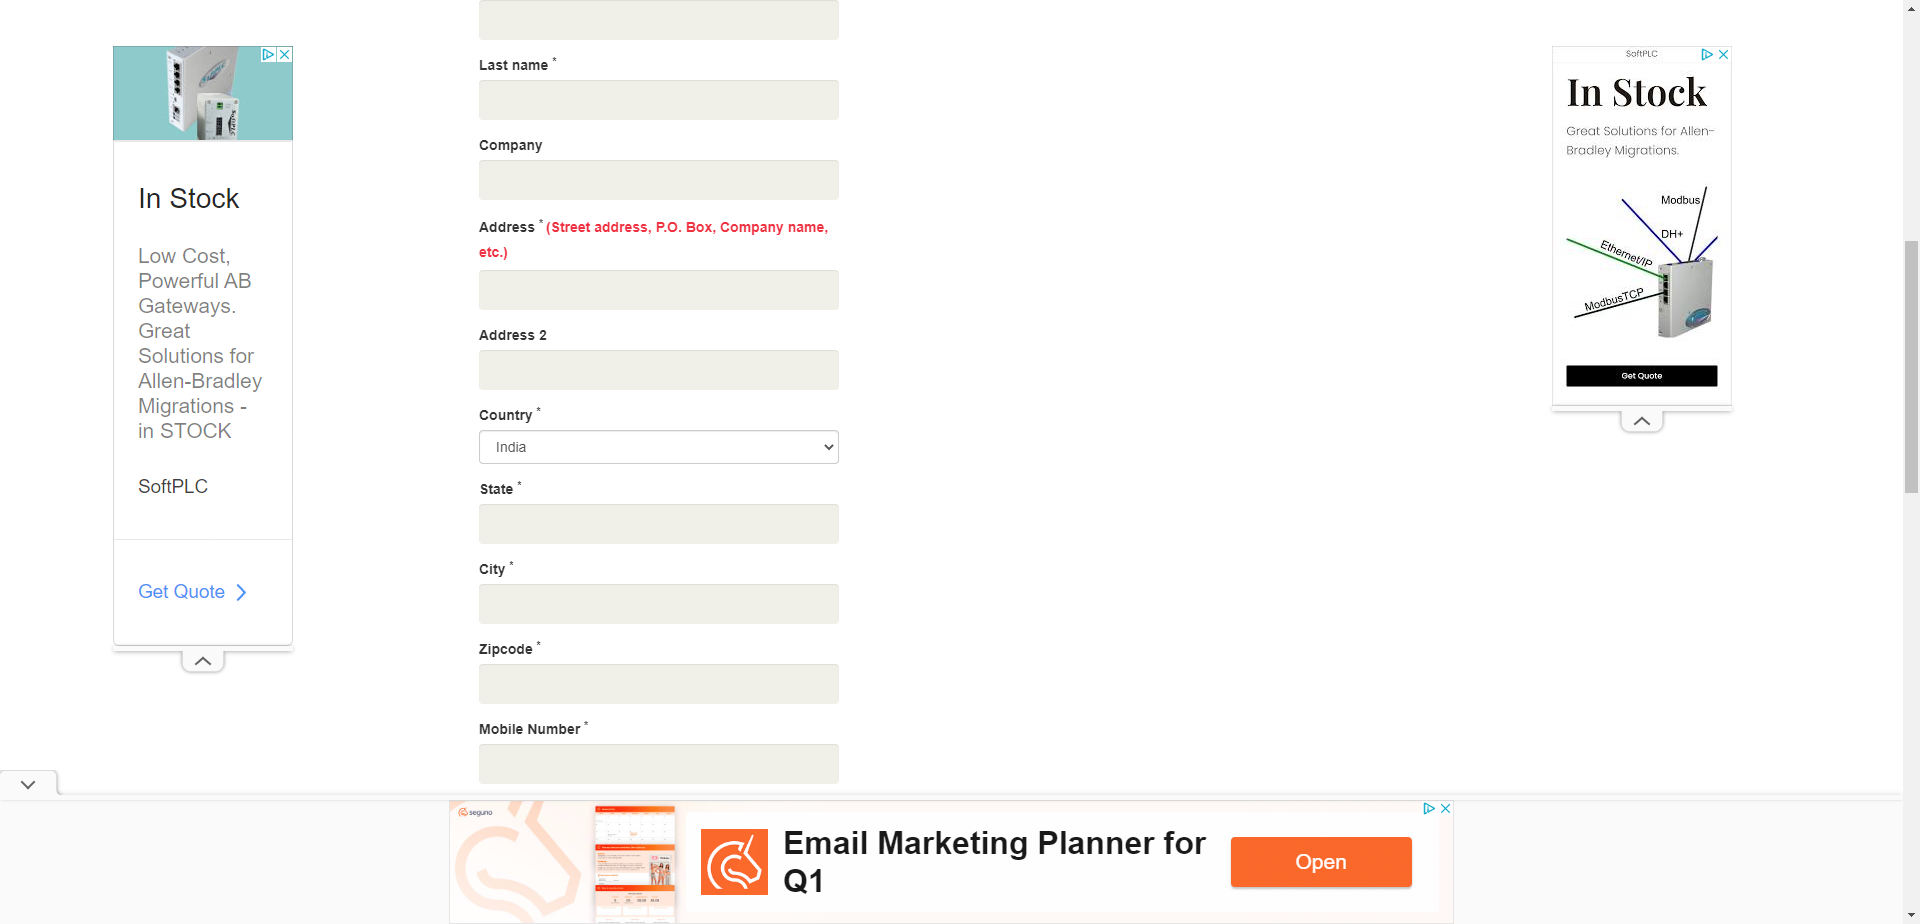 Last name *
Company
Address * (Street address, P.O. Box, Company name,
etc.)
Address 2
Country *
India
State *
City *
Zipcode *
Mobile Number *
In Stock
Low Cost,
Powerful AB
Gateways.
Great
Solutions for
Allen-Bradley
Migrations -
in STOCK
SoftPLC
Get Quote
SoftPLC
In Stock
Great Solutions for Allen-
Bradley Migrations.
Modbus
DH+
Ethernet/IP
ModbusTCP
Get Quote
seguno
Email Marketing Planner for
Q1
Open